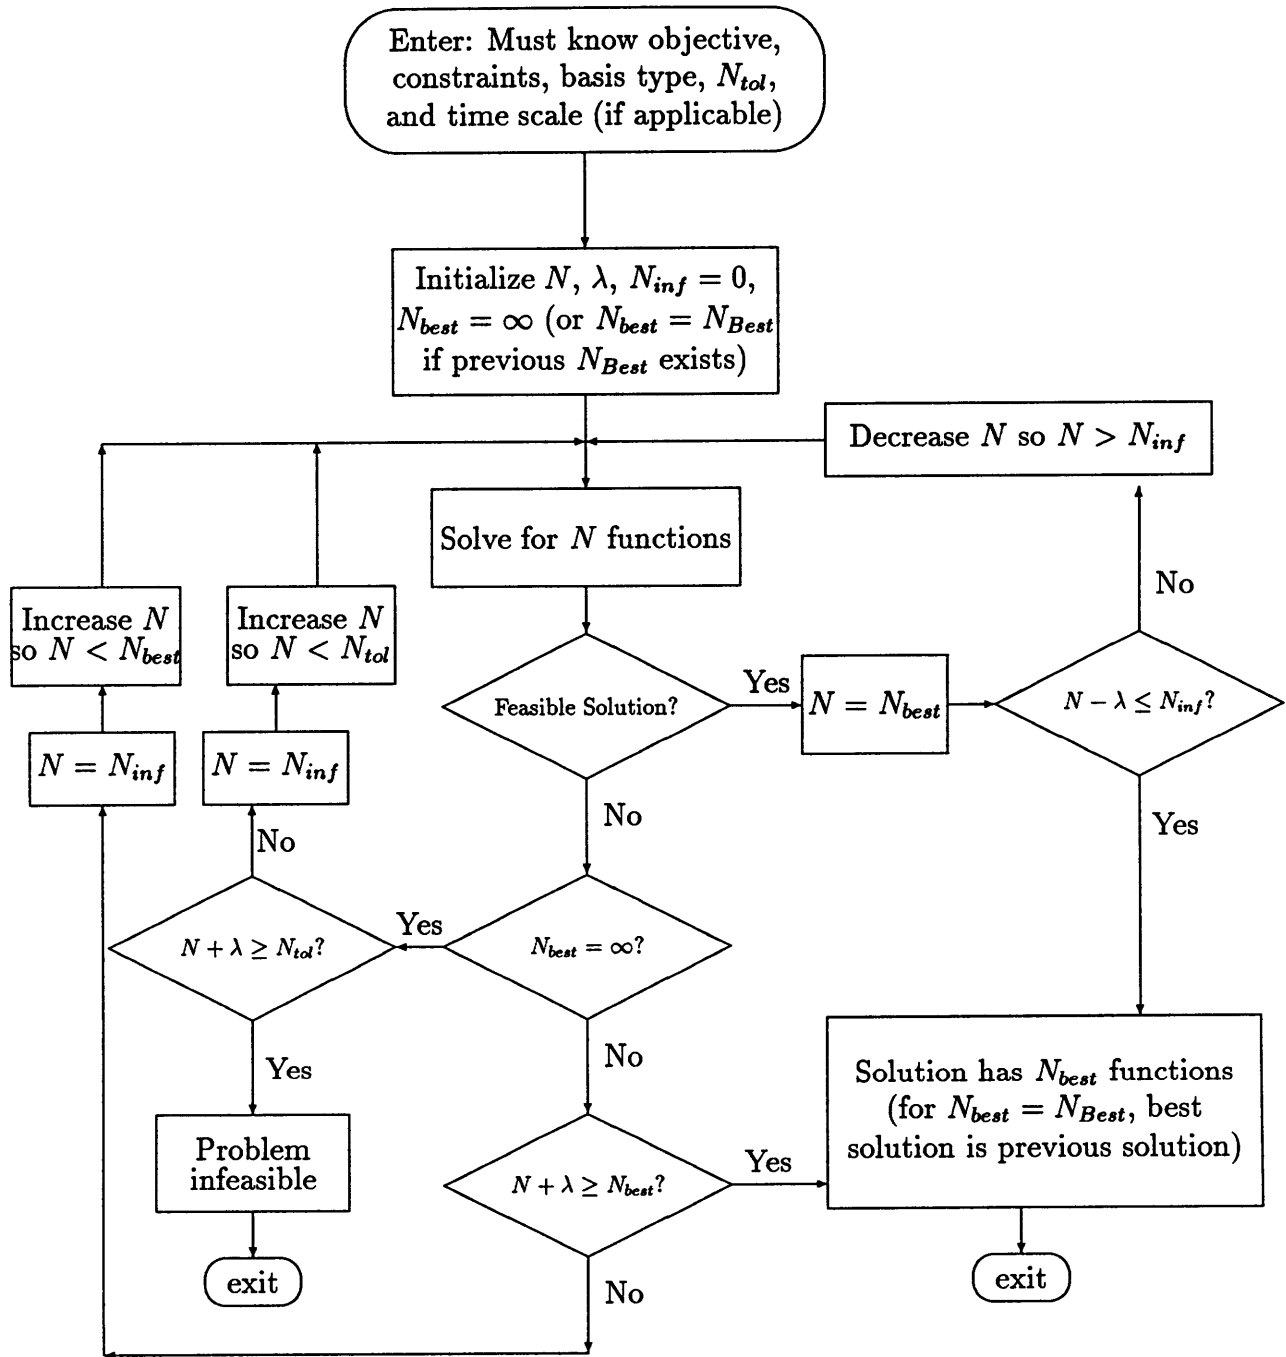 Enter: Must know objective,
constraints, basis type, N_tol,
and time scale (if applicable)
Initialize N, λ, N_inf = 0,
N_best = ∞ (or N_best = N_Best
if previous N_Best exists)
Decrease N so N > N_inf
Solve for N functions
No
Increase N
so N < N_best
Increase N
so N < N_tol
Feasible Solution?
Yes
N = N_best
N − λ ≤ N_inf?
N = N_inf
N = N_inf
No
No
Yes
N + λ ≥ N_tol?
Yes
N_best = ∞?
Yes
No
Solution has N_best functions
(for N_best = N_Best, best
solution is previous solution)
Problem
infeasible
N + λ ≥ N_best?
Yes
exit
No
exit